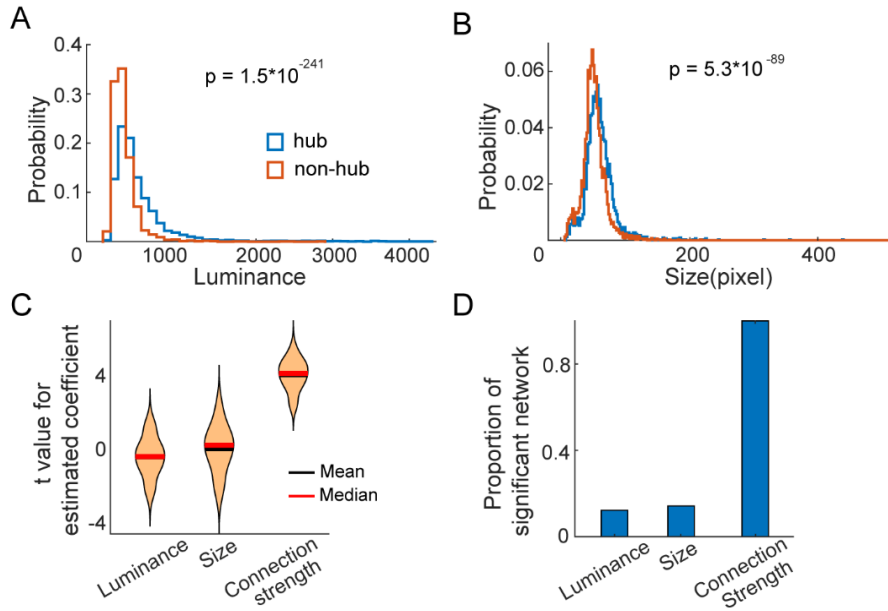 A
0.4
0.3
0.2
0.1
Probability
p = 1.5*10 -241
hub
non-hub
0 1000 2000 3000 4000
Luminance
B
0.06
0.04
0.02
Probability
p = 5.3*10 -89
0 200 400
Size(pixel)
C
4
0
-4
t value for
estimated coefficient
Mean
Median
Luminance
Size
Connection
strength
D
0.8
0.4
0
Proportion of
significant network
Luminance
Size
Connection
Strength